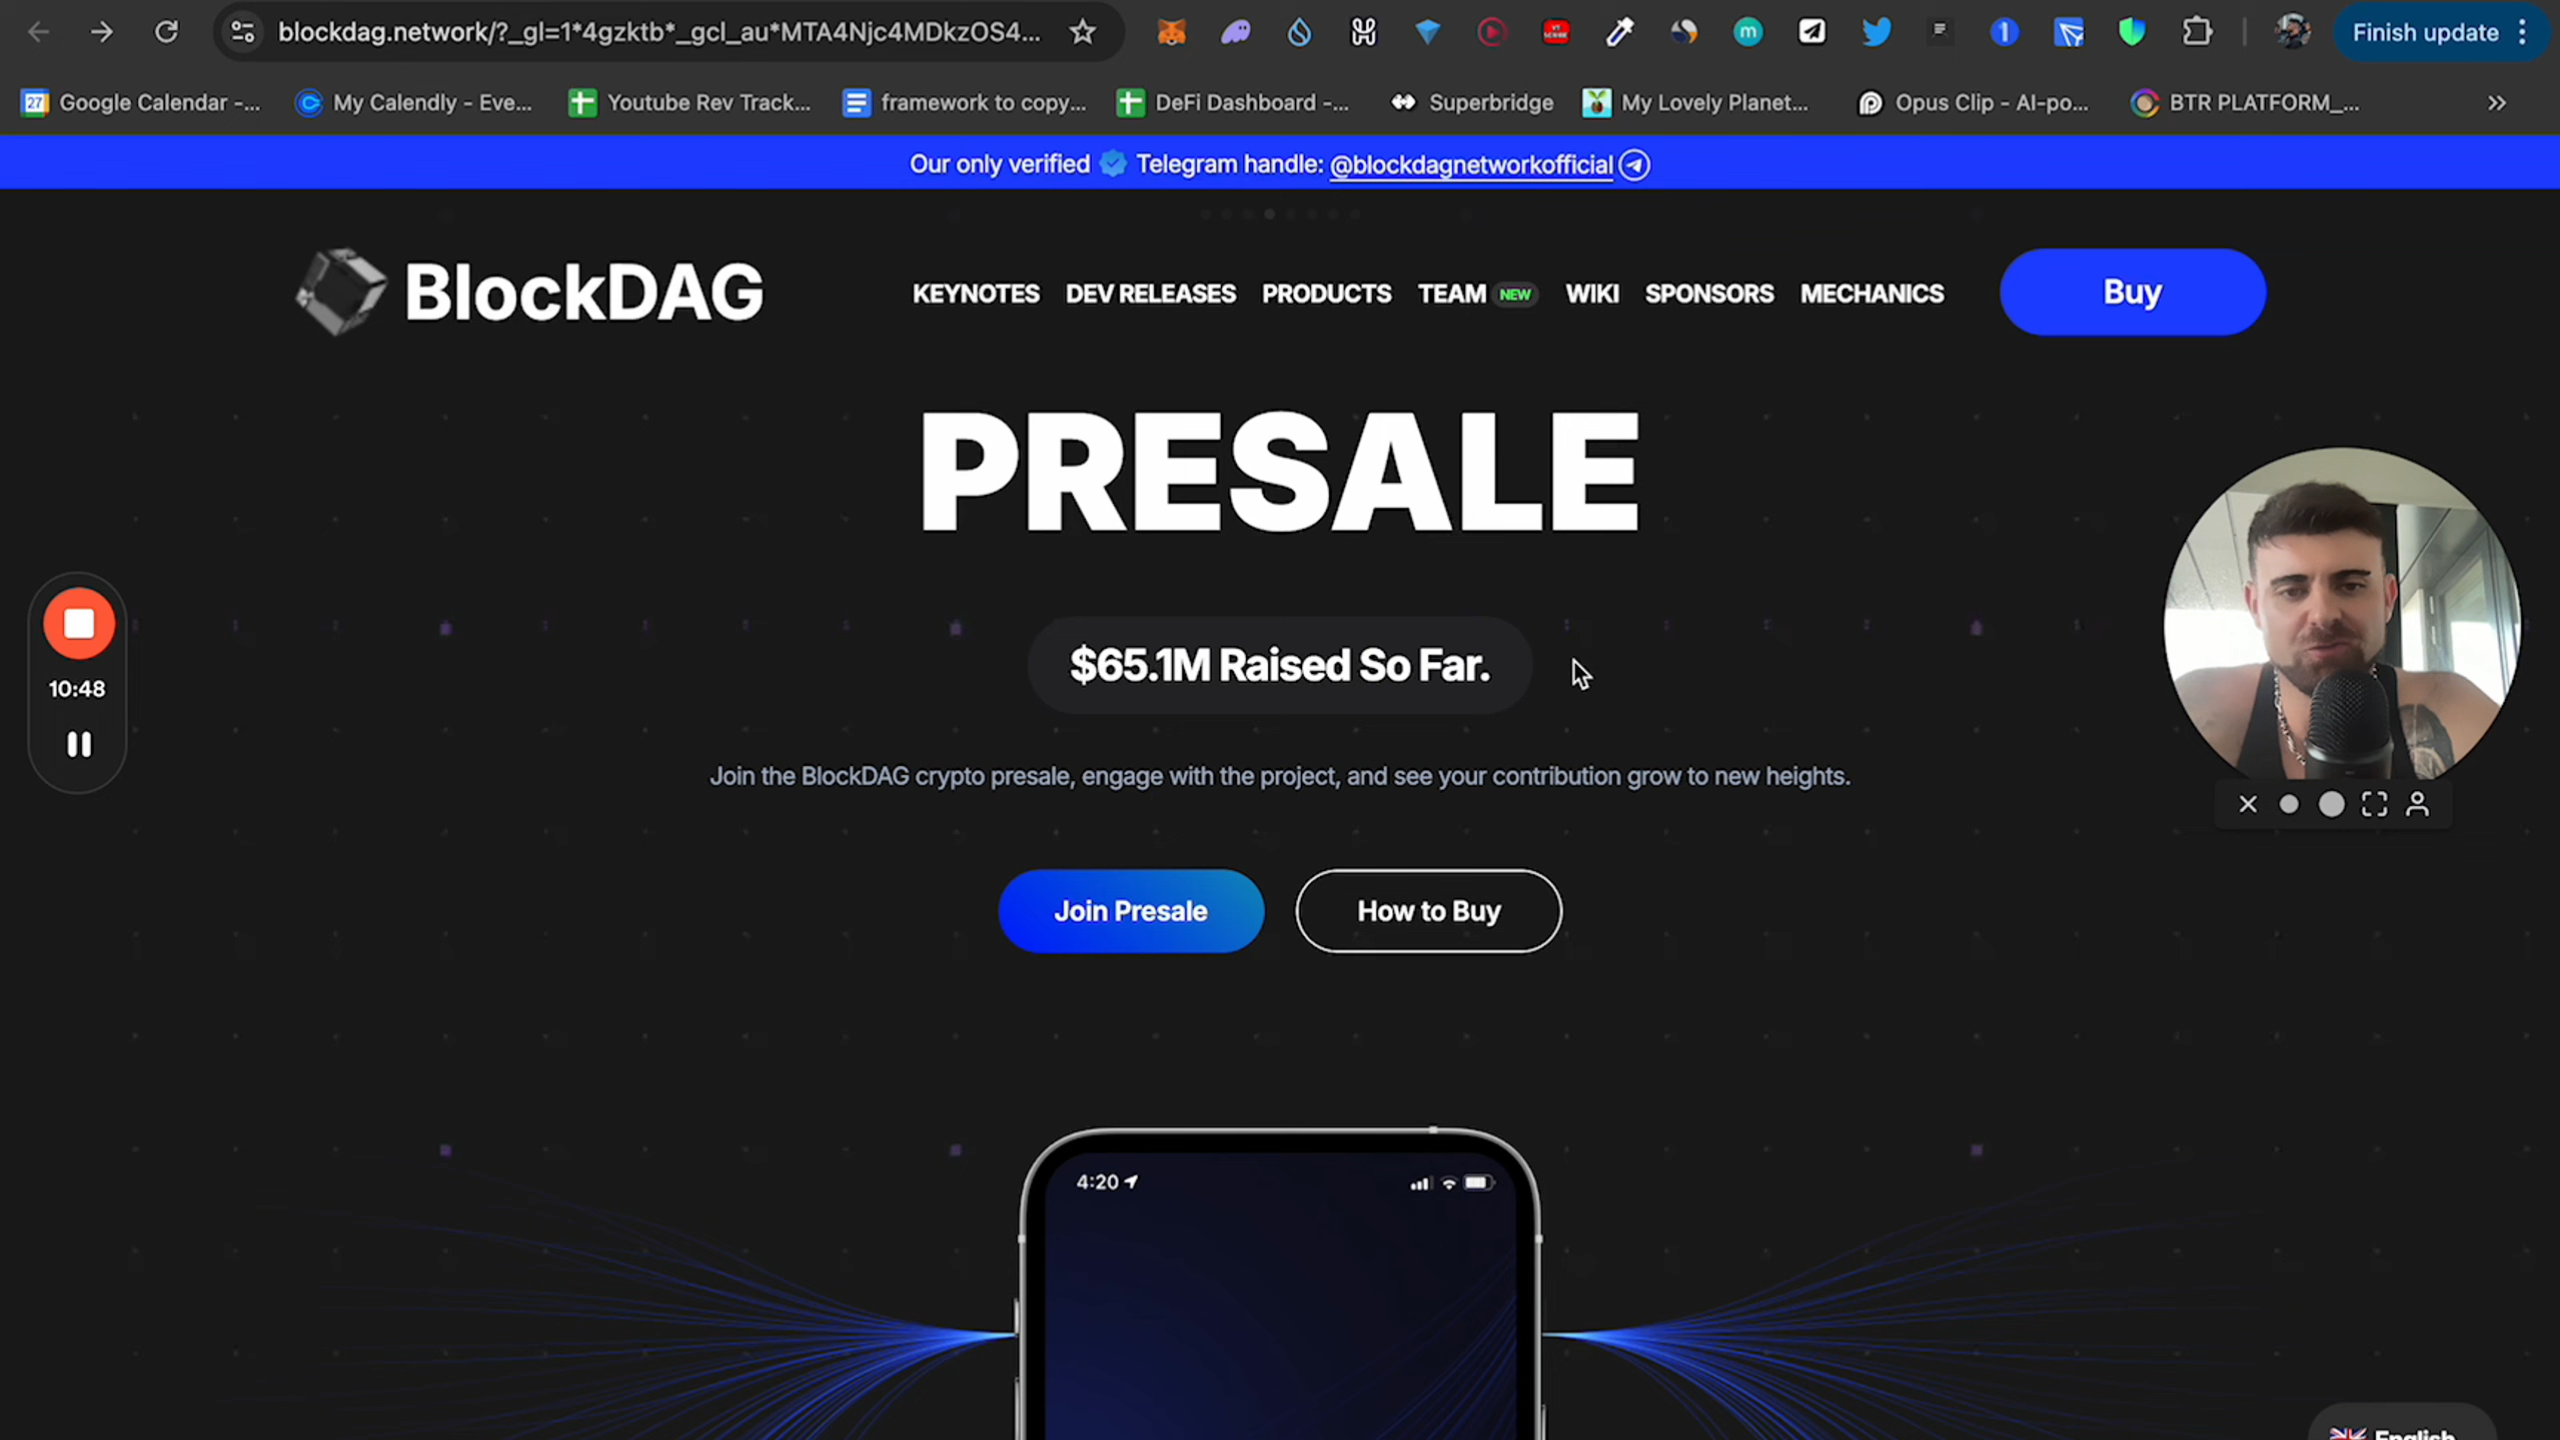 blockdag.network/?_gl=1*4gzktb*_gcl_au*MTA4Njc4MDkzOS4...
Finish update
27
Google Calendar -...
My Calendly - Eve...
Youtube Rev Track...
framework to copy...
DeFi Dashboard -...
Superbridge
My Lovely Planet...
Opus Clip - AI-po...
BTR PLATFORM_...
Our only verified Telegram handle: @blockdagnetworkofficial
BlockDAG
KEYNOTES
DEV RELEASES
PRODUCTS
TEAM NEW
WIKI
SPONSORS
MECHANICS
Buy
PRESALE
$65.1M Raised So Far.
10:48
Join the BlockDAG crypto presale, engage with the project, and see your contribution grow to new heights.
Join Presale
How to Buy
4:20
English